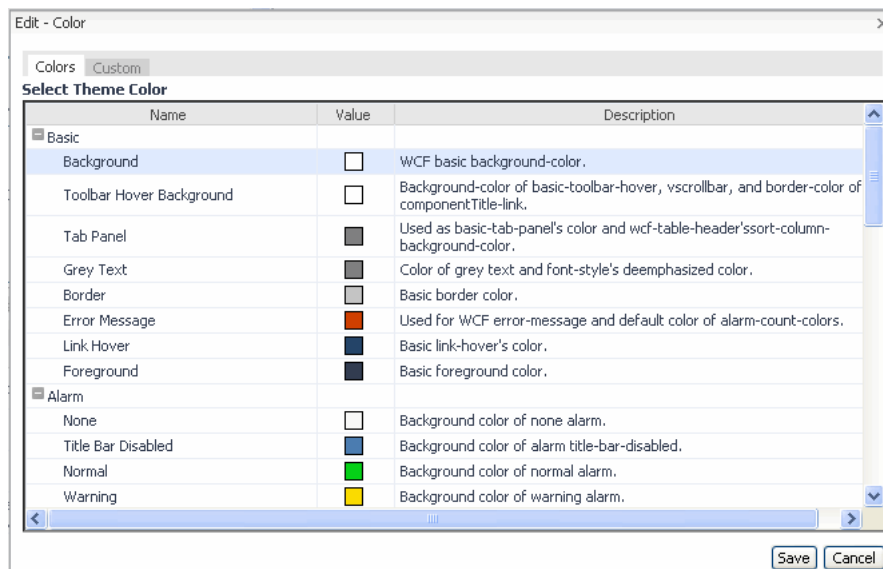 Edit - Color
Colors Custom
Select Theme Color
Name Value Description
Basic
Background WCF basic background-color.
Toolbar Hover Background Background-color of basic-toolbar-hover, vscrollbar, and border-color of
componentTitle-link.
Tab Panel Used as basic-tab-panel's color and wcf-table-header'ssort-column-
background-color.
Grey Text Color of grey text and font-style's deemphasized color.
Border Basic border color.
Error Message Used for WCF error-message and default color of alarm-count-colors.
Link Hover Basic link-hover's color.
Foreground Basic foreground color.
Alarm
None Background color of none alarm.
Title Bar Disabled Background color of alarm title-bar-disabled.
Normal Background color of normal alarm.
Warning Background color of warning alarm.
Save Cancel